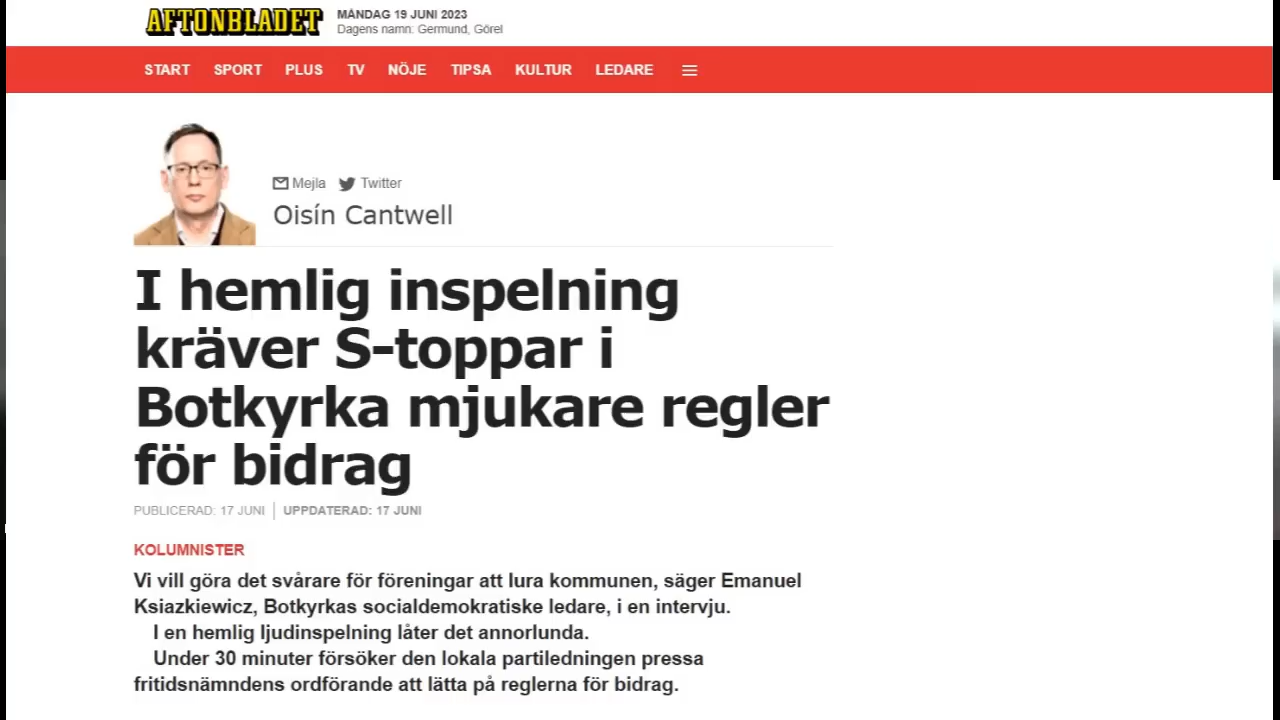 AFTONBLADET
MÅNDAG 19 JUNI 2023
Dagens namn: Germund, Görel
START SPORT PLUS TV NÖJE TIPSA KULTUR LEDARE
Mejla Twitter
Oisín Cantwell
I hemlig inspelning
kräver S-toppar i
Botkyrka mjukare regler
för bidrag
PUBLICERAD: 17 JUNI | UPPDATERAD: 17 JUNI
KOLUMNISTER
Vi vill göra det svårare för föreningar att lura kommunen, säger Emanuel
Ksiazkiewicz, Botkyrkas socialdemokratiske ledare, i en intervju.
I en hemlig ljudinspelning låter det annorlunda.
Under 30 minuter försöker den lokala partiledningen pressa
fritidsnämndens ordförande att lätta på reglerna för bidrag.